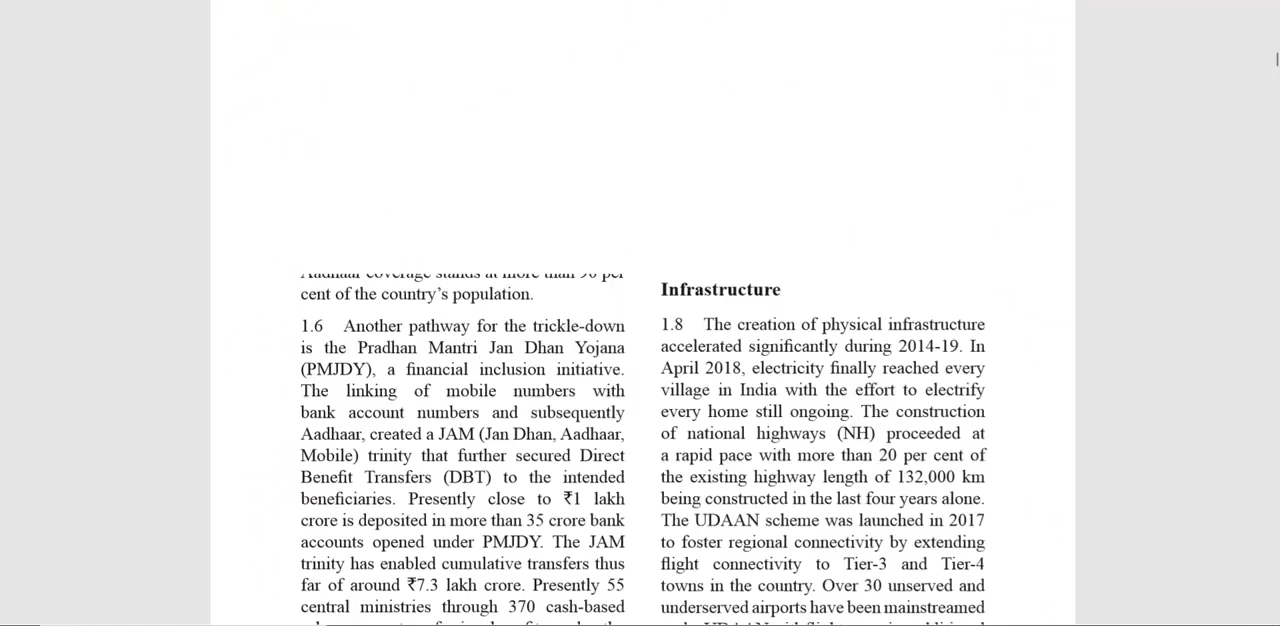 cent of the country's population.
1.6 Another pathway for the trickle-down
is the Pradhan Mantri Jan Dhan Yojana
(PMJDY), a financial inclusion initiative.
The linking of mobile numbers with
bank account numbers and subsequently
Aadhaar, created a JAM (Jan Dhan, Aadhaar,
Mobile) trinity that further secured Direct
Benefit Transfers (DBT) to the intended
beneficiaries. Presently close to ₹1 lakh
crore is deposited in more than 35 crore bank
accounts opened under PMJDY. The JAM
trinity has enabled cumulative transfers thus
far of around ₹7.3 lakh crore. Presently 55
central ministries through 370 cash-based
Infrastructure
1.8 The creation of physical infrastructure
accelerated significantly during 2014-19. In
April 2018, electricity finally reached every
village in India with the effort to electrify
every home still ongoing. The construction
of national highways (NH) proceeded at
a rapid pace with more than 20 per cent of
the existing highway length of 132,000 km
being constructed in the last four years alone.
The UDAAN scheme was launched in 2017
to foster regional connectivity by extending
flight connectivity to Tier-3 and Tier-4
towns in the country. Over 30 unserved and
underserved airports have been mainstreamed